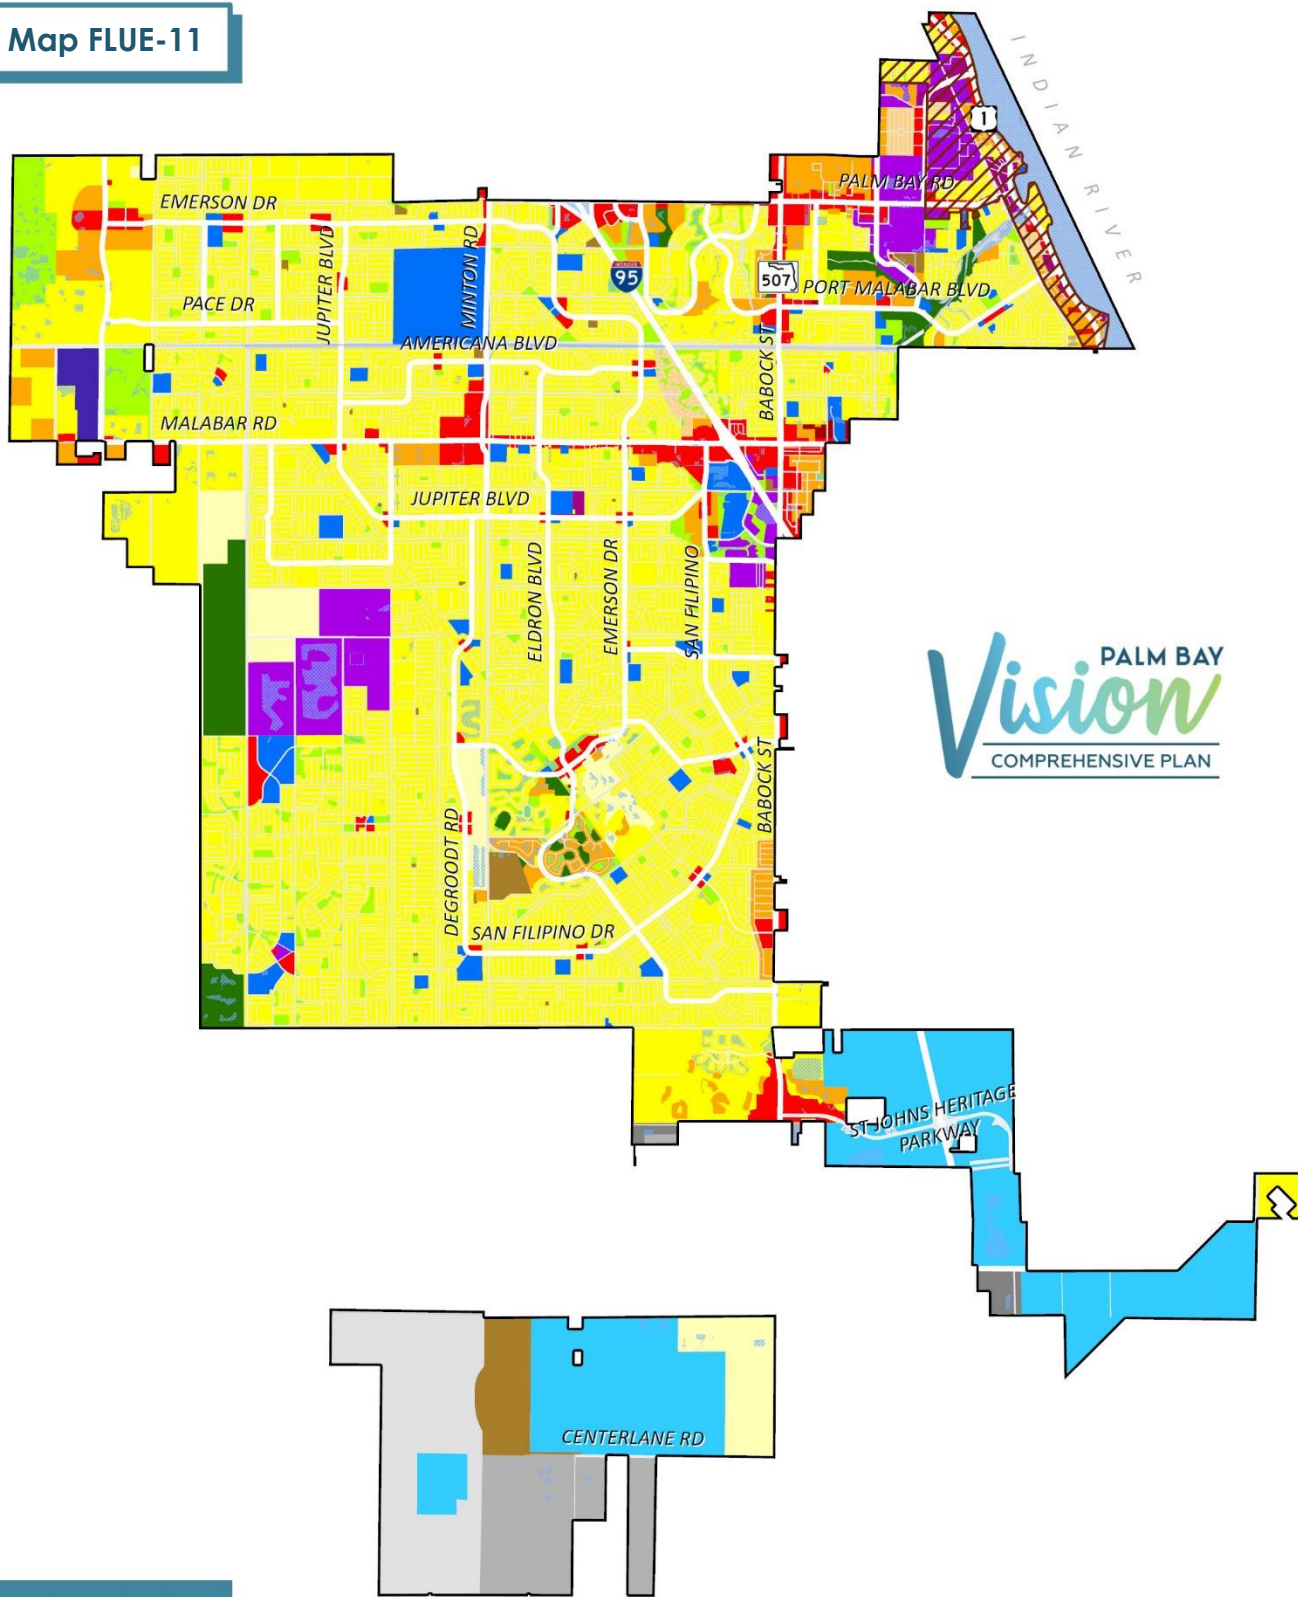 Map FLUE-11
INDIAN RIVER
1
PALM BAY RD
EMERSON DR
JUPITER BLVD
MINTON RD
INTERSTATE
95
507
PORT MALABAR BLVD
PACE DR
AMERICANA BLVD
BABOCK ST
MALABAR RD
JUPITER BLVD
ELDRON BLVD
EMERSON DR
SAN FILIPINO
PALM BAY
Vision
COMPREHENSIVE PLAN
BABOCK ST
DEGROODT RD
SAN FILIPINO DR
ST JOHNS HERITAGE
PARKWAY
CENTERLANE RD